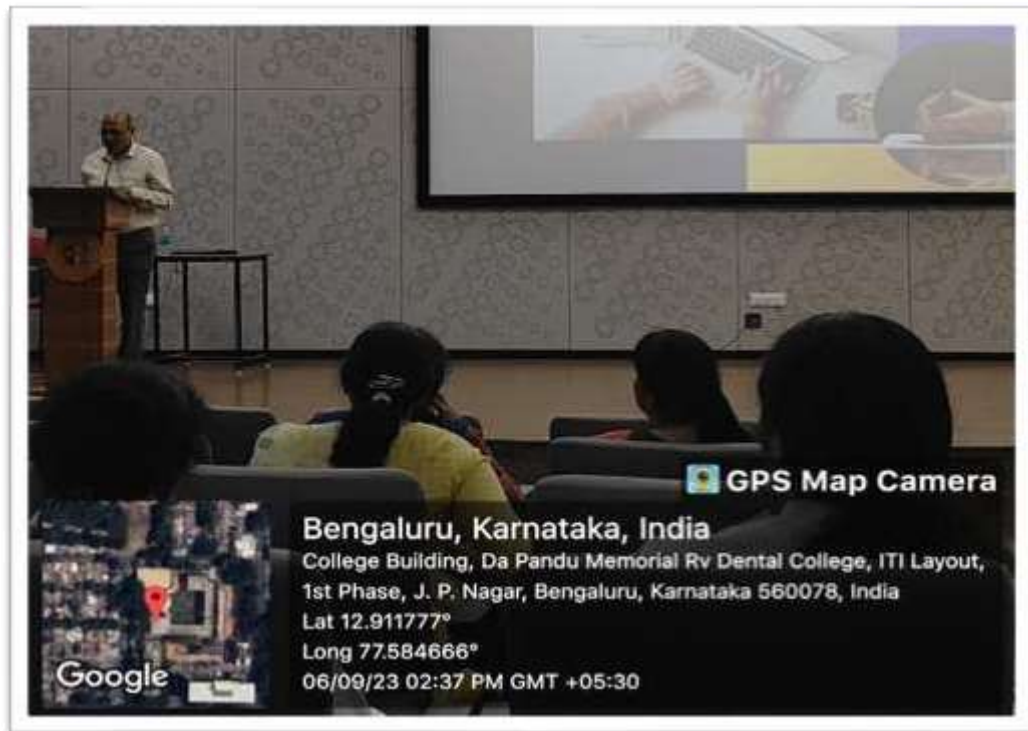 GPS Map Camera
Bengaluru, Karnataka, India
College Building, Da Pandu Memorial Rv Dental College, ITI Layout,
1st Phase, J. P. Nagar, Bengaluru, Karnataka 560078, India
Lat 12.911777°
Long 77.584666°
06/09/23 02:37 PM GMT +05:30
Google